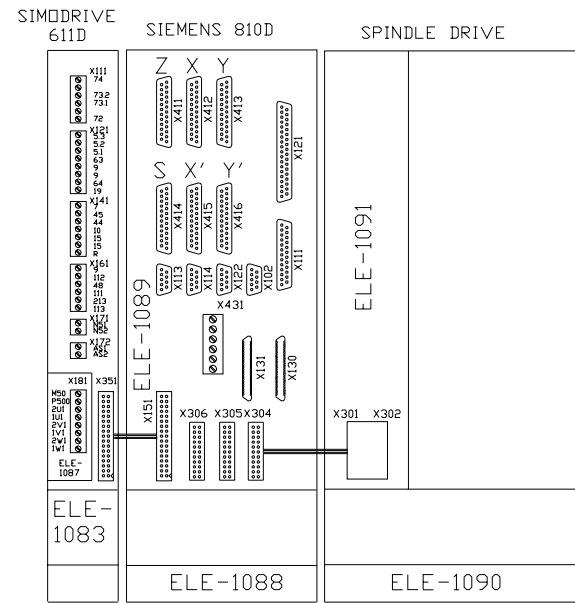 SIMODRIVE
611D
SIEMENS 810D
SPINDLE DRIVE
X111
74
73.2
73.1
72
X121
5.3
5.2
5.1
63
9
9
64
19
X141
7
45
44
10
15
15
R
X161
9
112
48
111
213
113
X171
NS1
NS2
X172
AS1
AS2
X181
X351
M50
P500
2U1
1U1
2V1
1V1
2W1
1W1
ELE-
1087
ELE-
1083
Z X Y
X411
X412
X413
X121
S X' Y'
X414
X415
X416
X111
X113
X114
X122
X102
ELE-1089
X431
X131
X130
X151
X306
X305
X304
ELE-1088
ELE-1091
X301
X302
ELE-1090